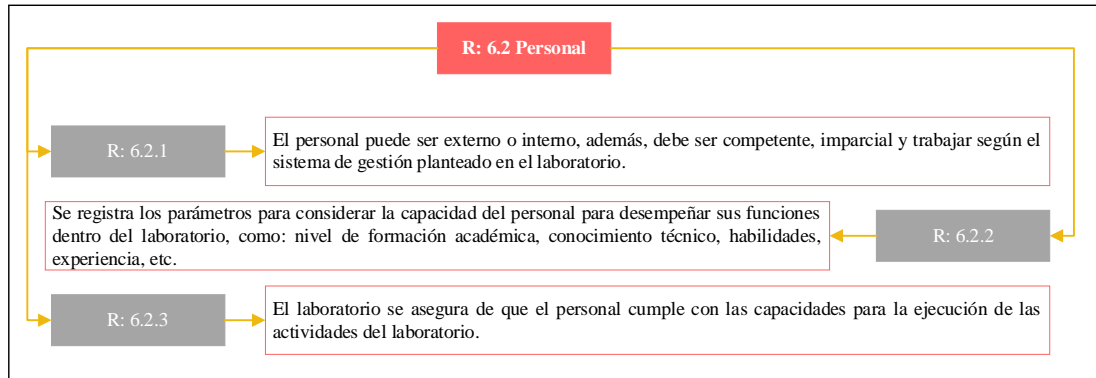 R: 6.2 Personal
R: 6.2.1
El personal puede ser externo o interno, además, debe ser competente, imparcial y trabajar según el
sistema de gestión planteado en el laboratorio.
Se registra los parámetros para considerar la capacidad del personal para desempeñar sus funciones
dentro del laboratorio, como: nivel de formación académica, conocimiento técnico, habilidades,
experiencia, etc.
R: 6.2.2
R: 6.2.3
El laboratorio se asegura de que el personal cumple con las capacidades para la ejecución de las
actividades del laboratorio.